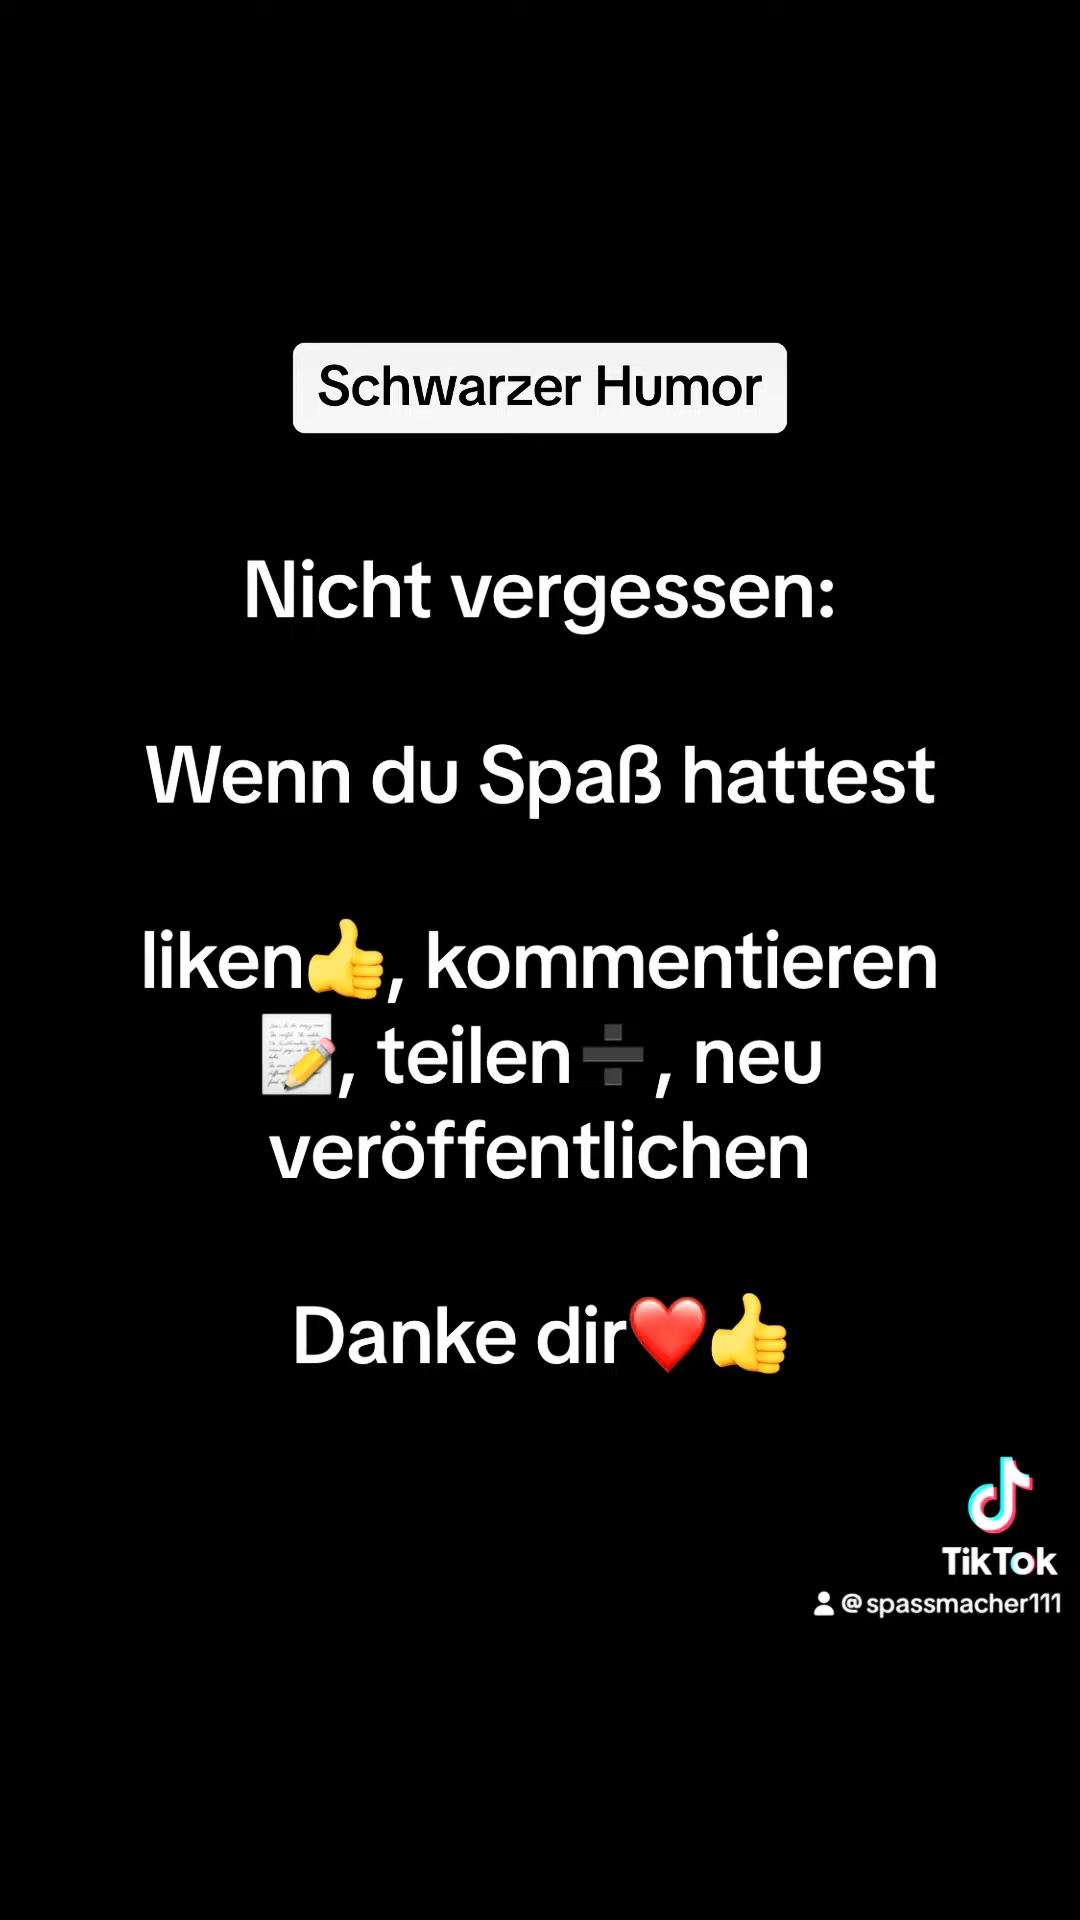 Schwarzer Humor
Nicht vergessen:
Wenn du Spaß hattest
liken👍, kommentieren
📝, teilen➗, neu
veröffentlichen
Danke dir❤️👍
TikTok
@spassmacher111